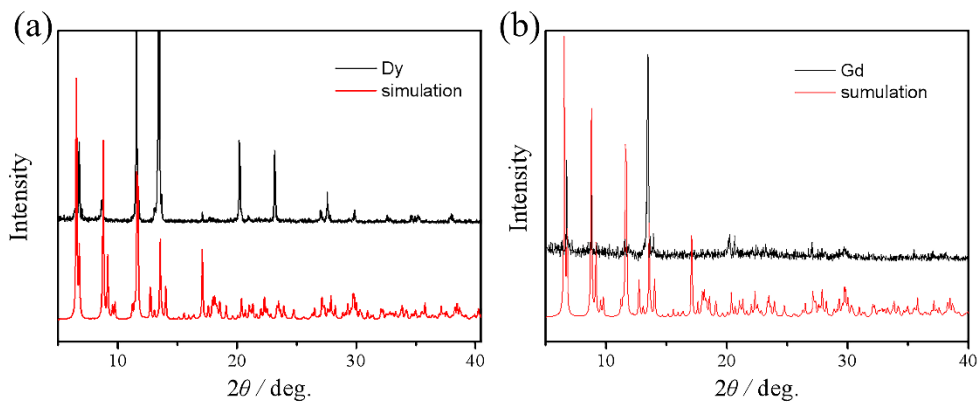 (a)
Dy
simulation
Intensity
10
20
30
40
2θ / deg.
(b)
Gd
sumulation
Intensity
10
20
30
40
2θ / deg.